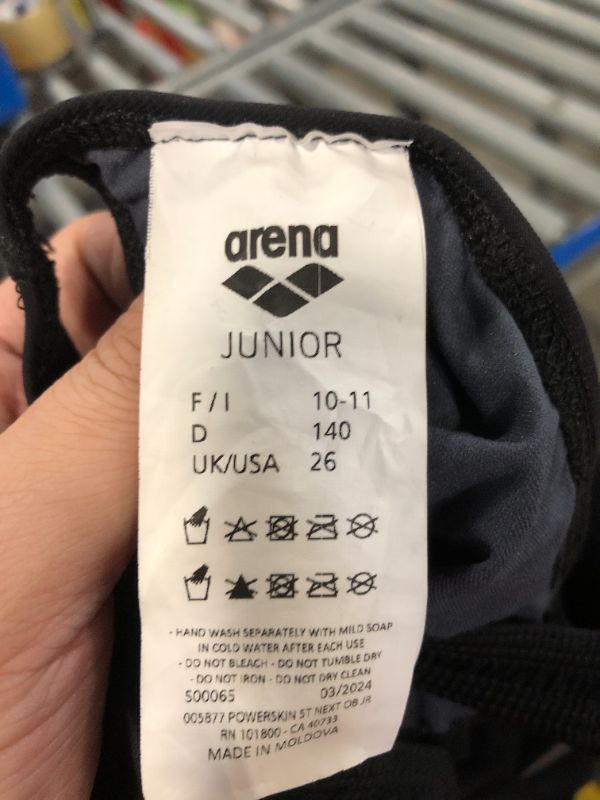 arena
JUNIOR
F / I 10-11
D 140
UK/USA 26
- HAND WASH SEPARATELY WITH MILD SOAP
IN COLD WATER AFTER EACH USE
- DO NOT BLEACH - DO NOT TUMBLE DRY
- DO NOT IRON - DO NOT DRY CLEAN
S00065 03/2024
005877 POWERSKIN ST NEXT OB JR
RN 101800 - CA 40733
MADE IN MOLDOVA